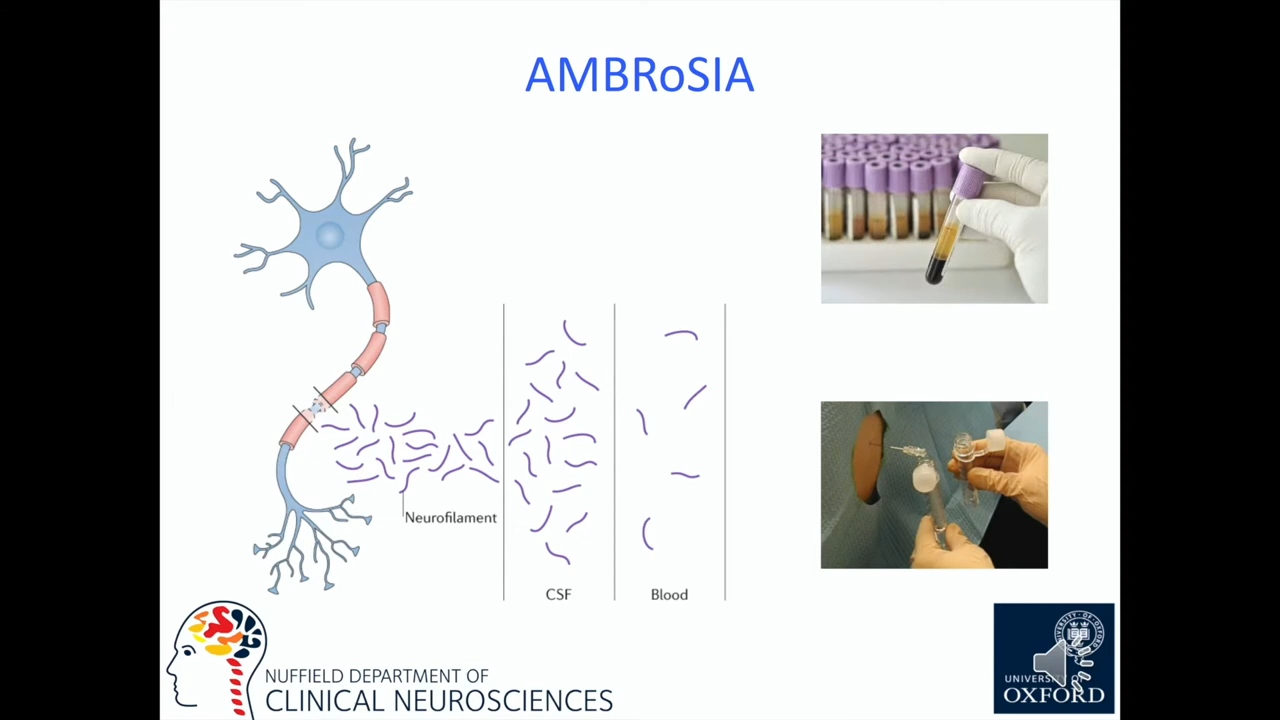 AMBRoSIA
Neurofilament
CSF
Blood
NUFFIELD DEPARTMENT OF
CLINICAL NEUROSCIENCES
UNIVERSITY OF
OXFORD